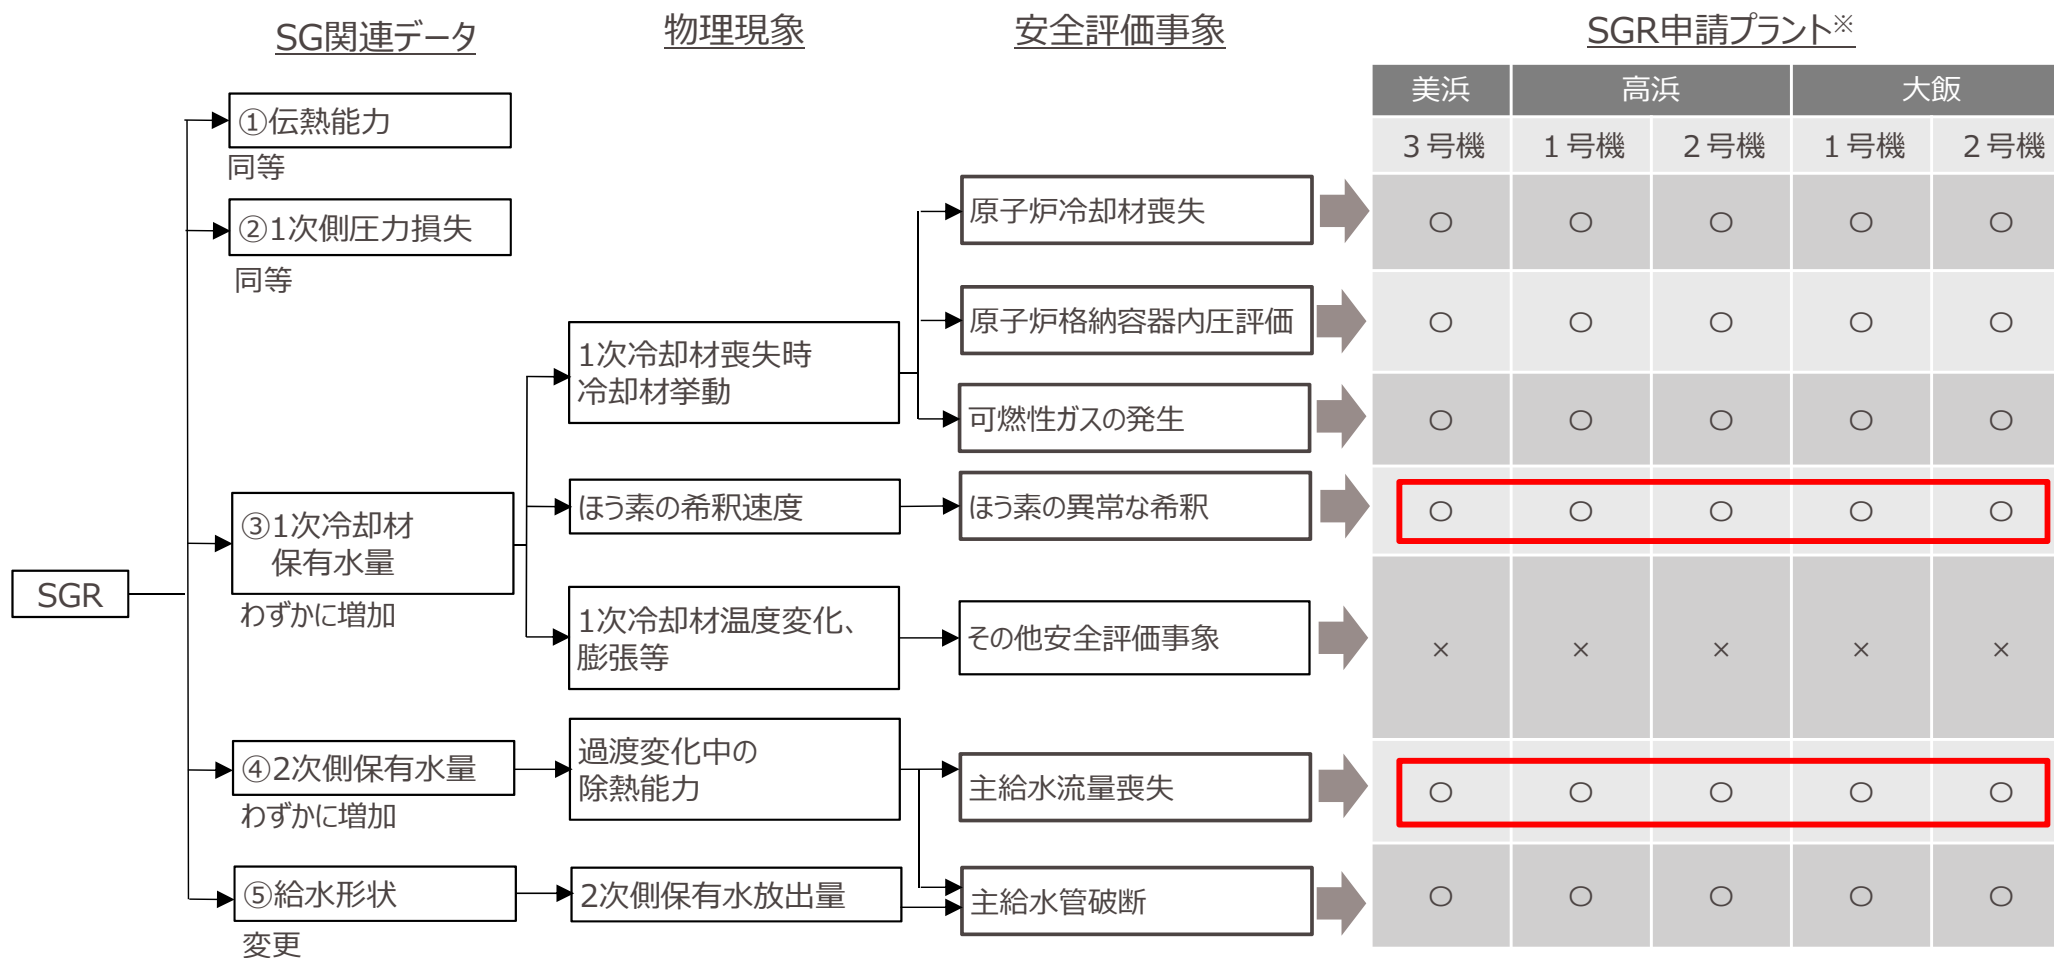 SG関連データ
物理現象
安全評価事象
SGR申請プラント※
SGR
①伝熱能力
同等
②1次側圧力損失
同等
③1次冷却材
保有水量
わずかに増加
④2次側保有水量
わずかに増加
⑤給水形状
変更
1次冷却材喪失時
冷却材挙動
ほう素の希釈速度
1次冷却材温度変化、
膨張等
過渡変化中の
除熱能力
2次側保有水放出量
原子炉冷却材喪失
原子炉格納容器内圧評価
可燃性ガスの発生
ほう素の異常な希釈
その他安全評価事象
主給水流量喪失
主給水管破断
美浜 高浜 大飯
3号機 1号機 2号機 1号機 2号機
○ ○ ○ ○ ○
○ ○ ○ ○ ○
○ ○ ○ ○ ○
○ ○ ○ ○ ○
× × × × ×
○ ○ ○ ○ ○
○ ○ ○ ○ ○